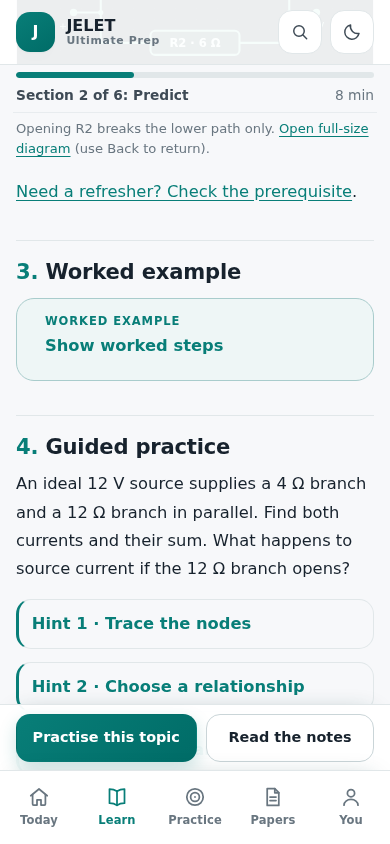 JELET
Ultimate Prep
R2 · 6 Ω
Section 2 of 6: Predict
8 min
Opening R2 breaks the lower path only. Open full-size
diagram (use Back to return).
Need a refresher? Check the prerequisite.
3. Worked example
WORKED EXAMPLE
Show worked steps
4. Guided practice
An ideal 12 V source supplies a 4 Ω branch
and a 12 Ω branch in parallel. Find both
currents and their sum. What happens to
source current if the 12 Ω branch opens?
Hint 1 · Trace the nodes
Hint 2 · Choose a relationship
Practise this topic
Read the notes
Today
Learn
Practice
Papers
You